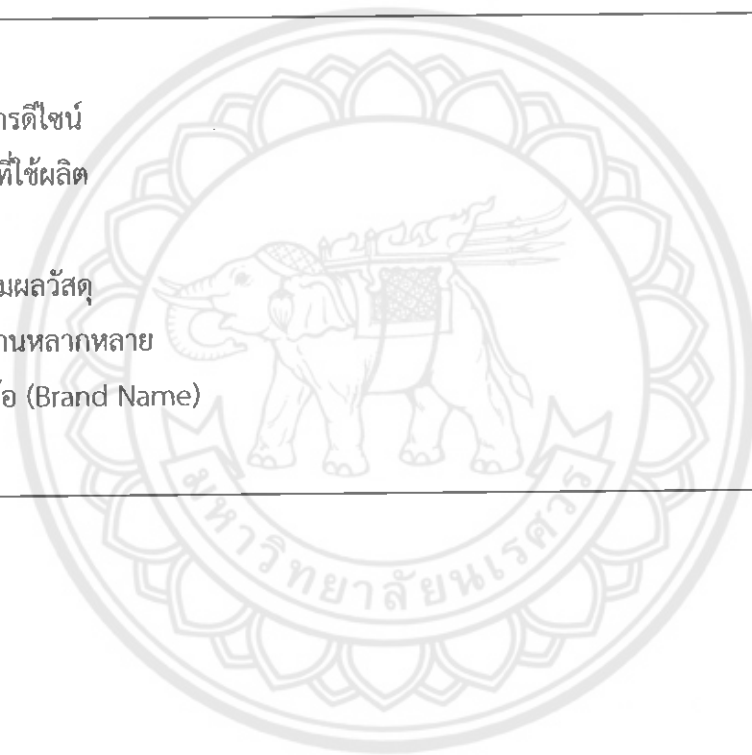 ารดีไซน์
ที่ใช้ผลิต
มผลวัสดุ
านหลากหลาย
้อ (Brand Name)
มหาวิทยาลัยนเรศวร